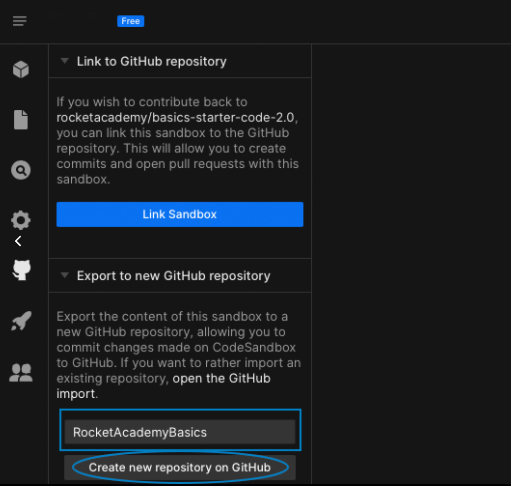 Free
Link to GitHub repository
If you wish to contribute back to
rocketacademy/basics-starter-code-2.0,
you can link this sandbox to the GitHub
repository. This will allow you to create
commits and open pull requests with this
sandbox.
Link Sandbox
Export to new GitHub repository
Export the content of this sandbox to a
new GitHub repository, allowing you to
commit changes made on CodeSandbox
to GitHub. If you want to rather import an
existing repository, open the GitHub
import.
RocketAcademyBasics
Create new repository on GitHub